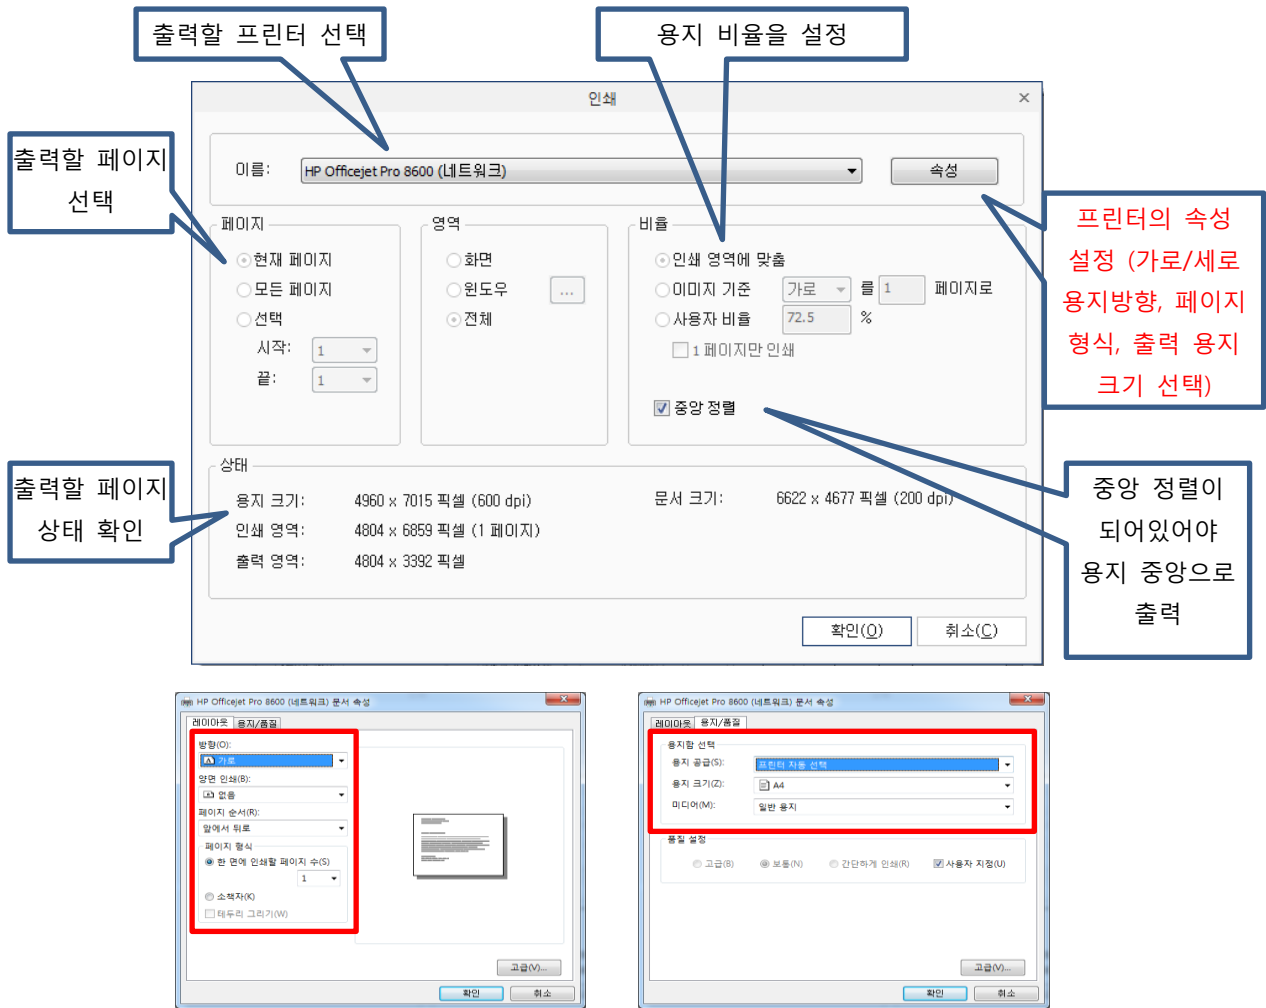 출력할 프린터 선택
용지 비율을 설정
인쇄
출력할 페이지
선택
이름:
HP Officejet Pro 8600 (네트워크)
속성
프린터의 속성
설정 (가로/세로
용지방향, 페이지
형식, 출력 용지
크기 선택)
페이지
현재 페이지
모든 페이지
선택
시작: 1
끝: 1
영역
화면
윈도우 ...
전체
비율
인쇄 영역에 맞춤
이미지 기준 가로 를 1 페이지로
사용자 비율 72.5 %
1 페이지만 인쇄
중앙 정렬
출력할 페이지
상태 확인
상태
용지 크기: 4960 x 7015 픽셀 (600 dpi)
문서 크기: 6622 x 4677 픽셀 (200 dpi)
인쇄 영역: 4804 x 6859 픽셀 (1 페이지)
출력 영역: 4804 x 3392 픽셀
중앙 정렬이
되어있어야
용지 중앙으로
출력
확인(O) 취소(C)
HP Officejet Pro 8600 (네트워크) 문서 속성
레이아웃 용지/품질
방향(O):
가로
양면 인쇄(B):
없음
페이지 순서(R):
앞에서 뒤로
페이지 형식
한 면에 인쇄할 페이지 수(S)
1
소책자(K)
테두리 그리기(W)
고급(V)...
확인 취소
HP Officejet Pro 8600 (네트워크) 문서 속성
레이아웃 용지/품질
용지함 선택
용지 공급(S): 프린터 자동 선택
용지 크기(Z): A4
미디어(M): 일반 용지
품질 설정
고급(B) 보통(N) 간단하게 인쇄(R) 사용자 지정(U)
고급(V)...
확인 취소